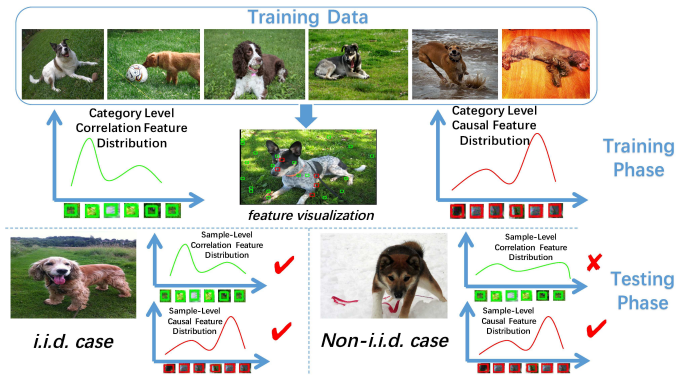 Training Data
Category Level
Correlation Feature
Distribution
Category Level
Causal Feature
Distribution
Training
Phase
feature visualization
Sample-Level
Correlation Feature
Distribution
Sample-Level
Causal Feature
Distribution
i.i.d. case
Sample-Level
Correlation Feature
Distribution
Sample-Level
Causal Feature
Distribution
Non-i.i.d. case
Testing
Phase